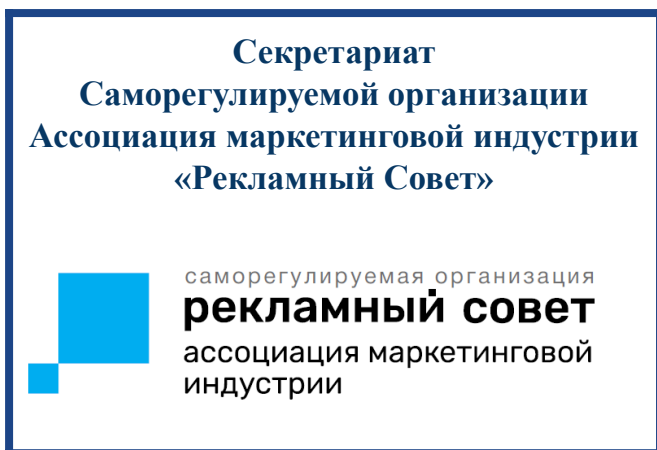 Секретариат
Саморегулируемой организации
Ассоциация маркетинговой индустрии
«Рекламный Совет»
саморегулируемая организация
рекламный совет
ассоциация маркетинговой
индустрии